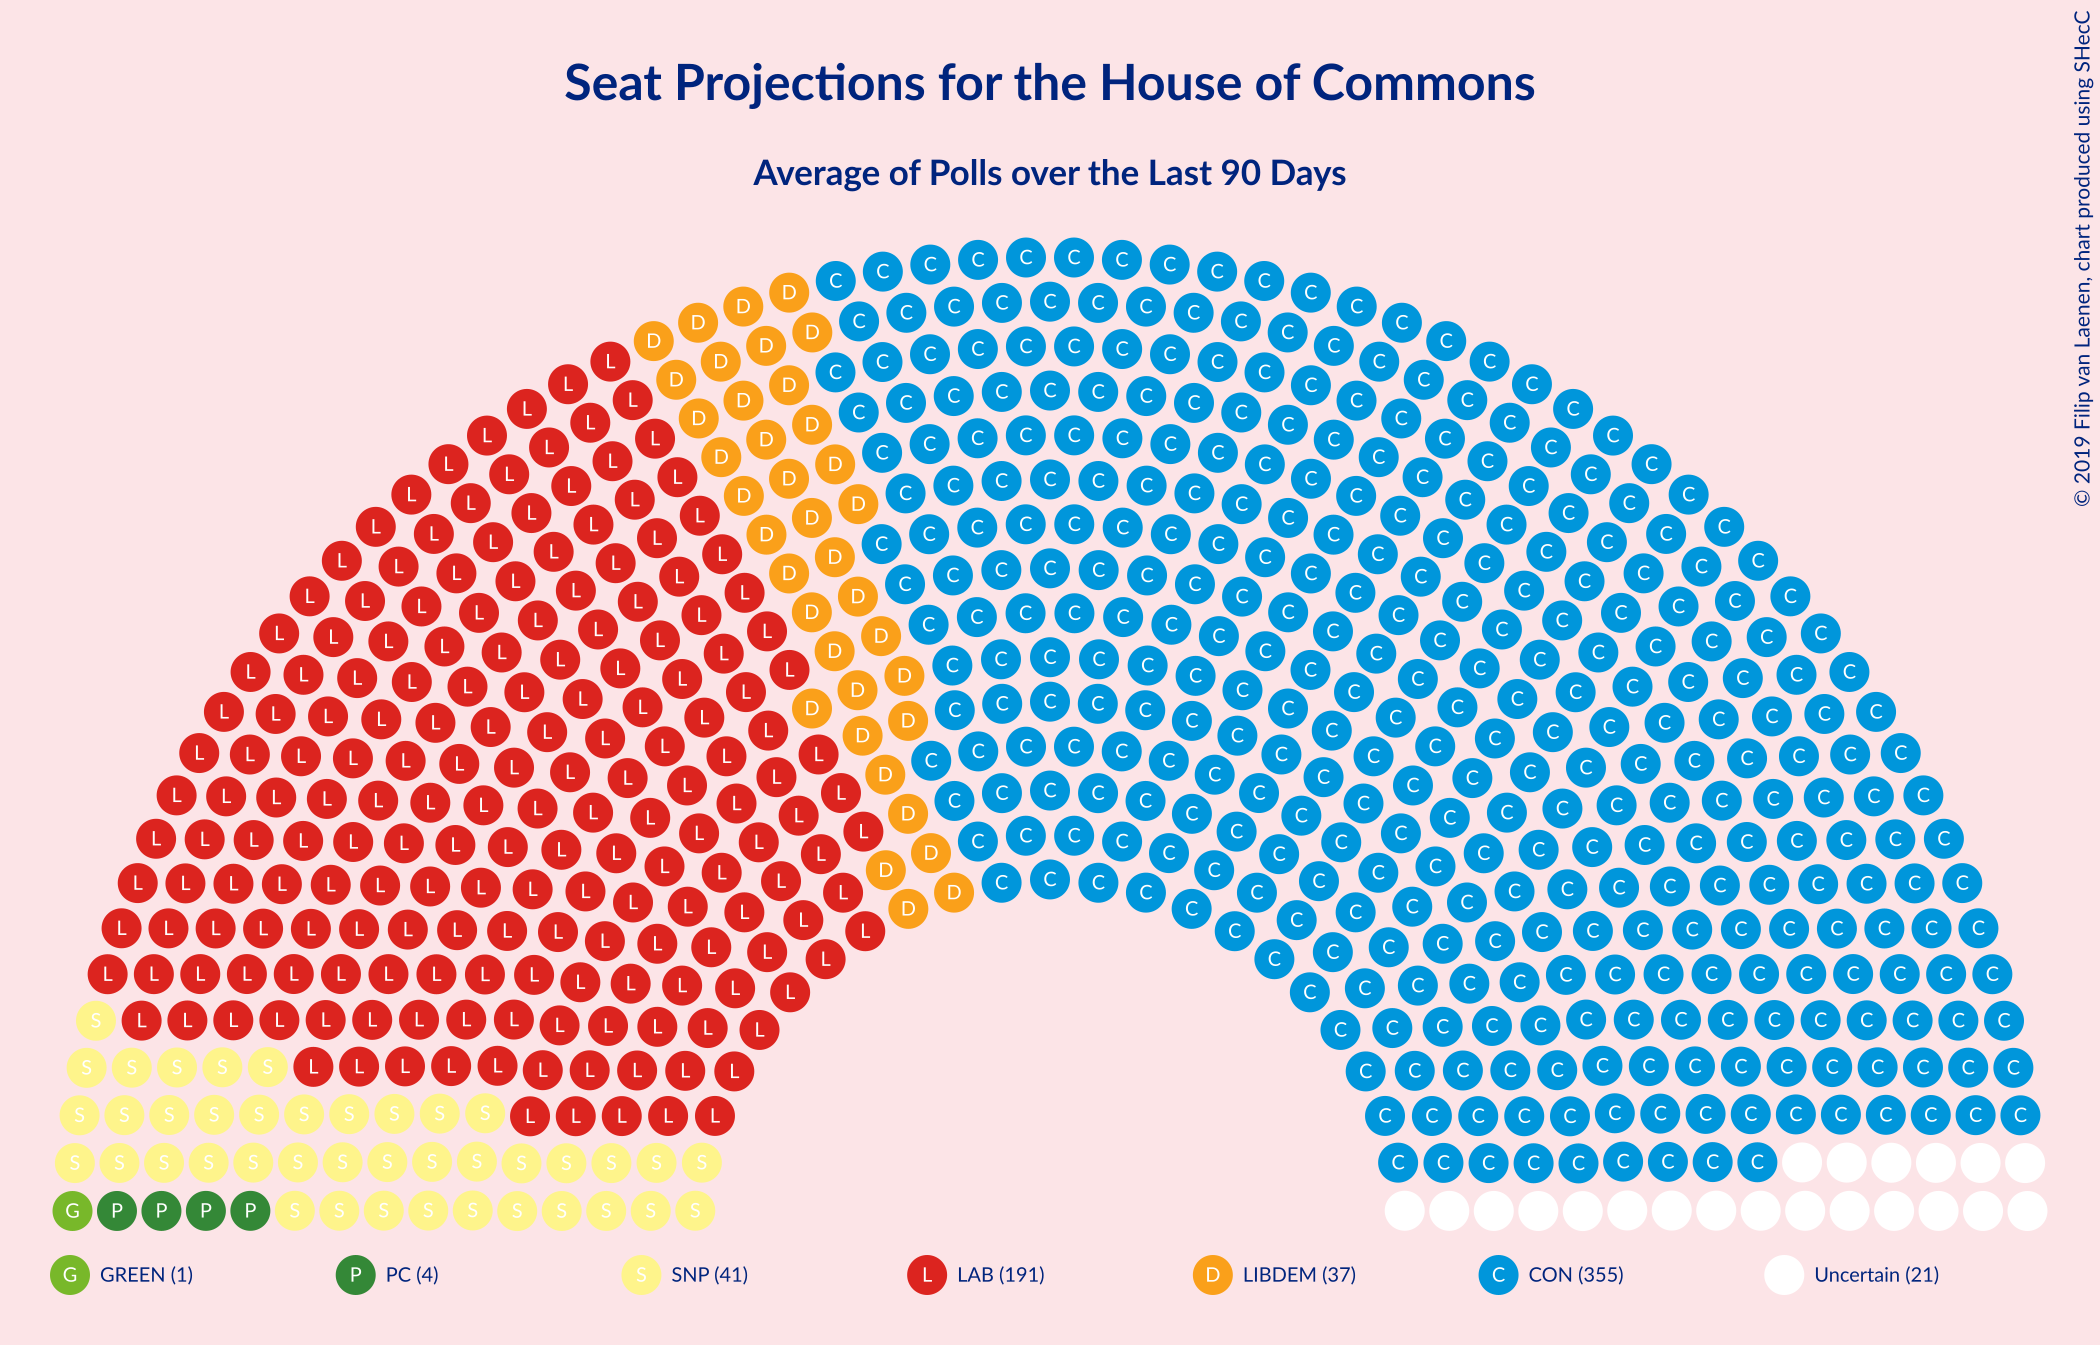 Seat Projections for the House of Commons
Average of Polls over the Last 90 Days
© 2019 Filip van Laenen, chart produced using SHecC
G GREEN (1) P PC (4) S SNP (41) L LAB (191) D LIBDEM (37) C CON (355) Uncertain (21)